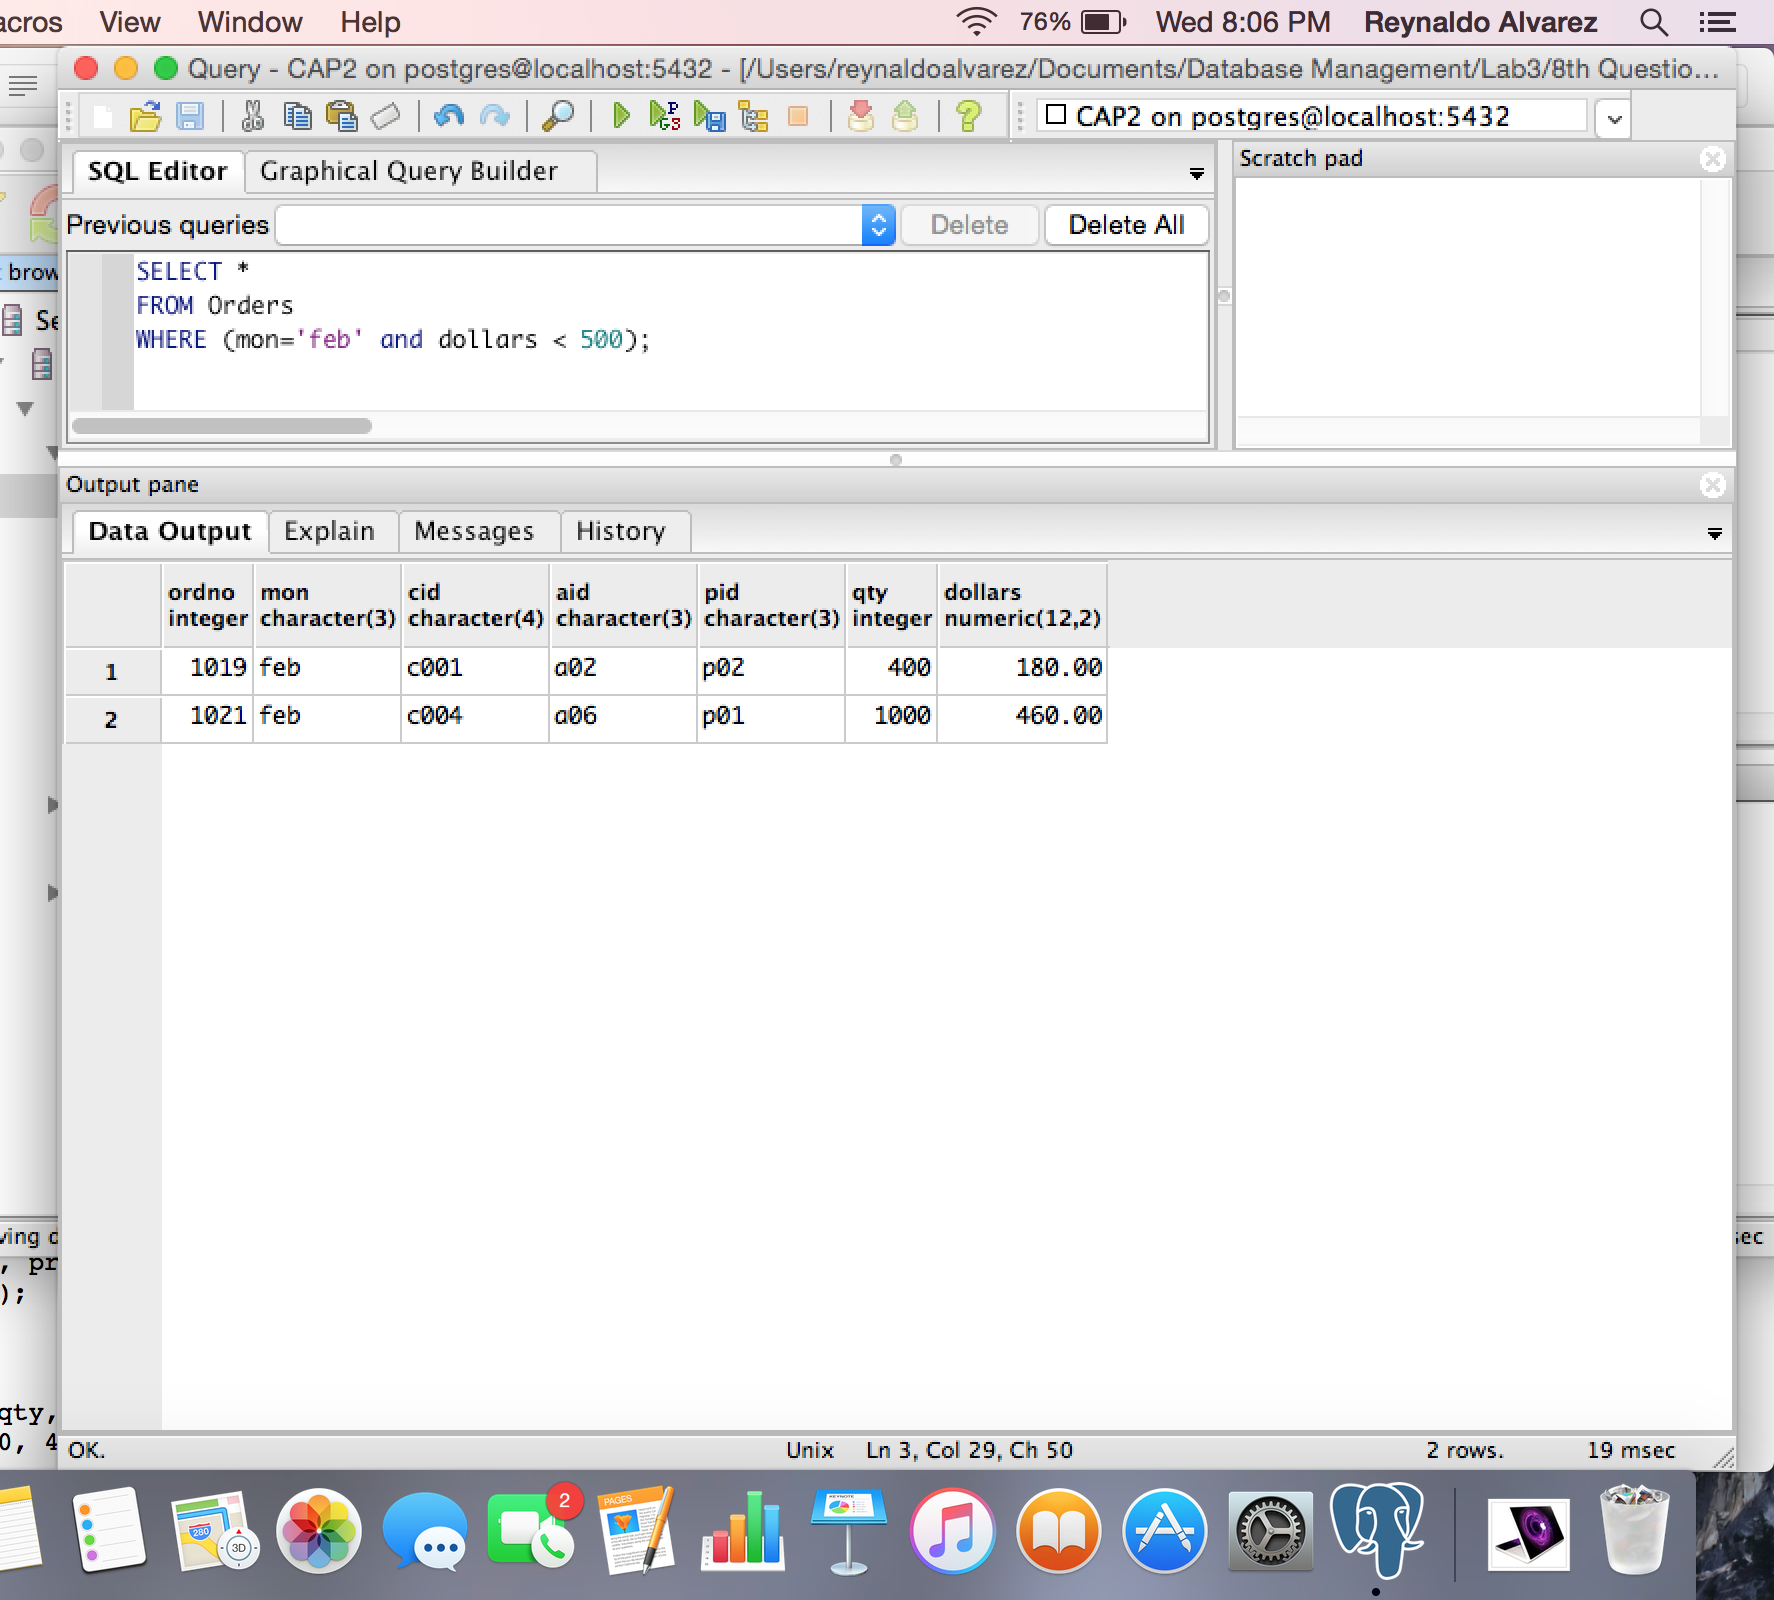 acros View Window Help 76% Wed 8:06 PM Reynaldo Alvarez
Query - CAP2 on postgres@localhost:5432 - [/Users/reynaldoalvarez/Documents/Database Management/Lab3/8th Questio...
CAP2 on postgres@localhost:5432
SQL Editor Graphical Query Builder
Scratch pad
Previous queries Delete Delete All
brow
Se
SELECT *
FROM Orders
WHERE (mon='feb' and dollars < 500);
Output pane
Data Output Explain Messages History
ordno mon cid aid pid qty dollars
integer character(3) character(4) character(3) character(3) integer numeric(12,2)
1 1019 feb c001 a02 p02 400 180.00
2 1021 feb c004 a06 p01 1000 460.00
ving d
sec
, pr
);
qty,
0, 4
OK. Unix Ln 3, Col 29, Ch 50 2 rows. 19 msec
280
3D
2
PAGES